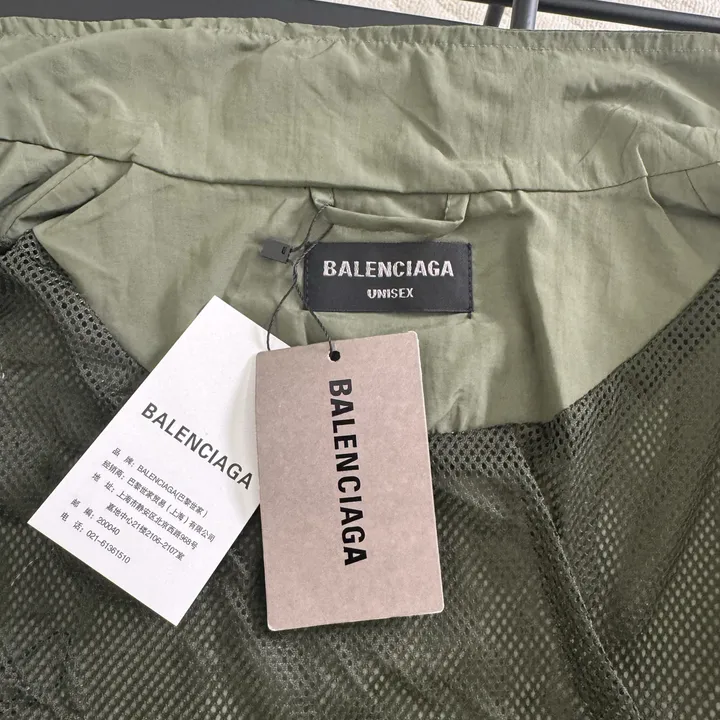 BALENCIAGA
UNISEX
BALENCIAGA
品 牌：BALENCIAGA(巴黎世家)
经销商：巴黎世家贸易(上海)有限公司
地 址：上海市静安区北京西路968号
嘉地中心21楼2106-2107室
邮 编：200040
电 话：021-61361510
BALENCIAGA